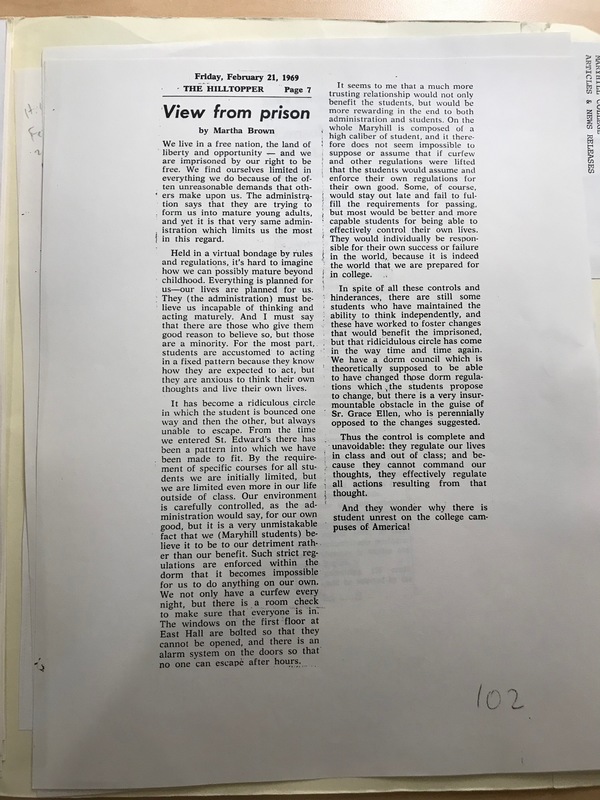 Friday, February 21, 1969
THE HILLTOPPER Page 7
View from prison
by Martha Brown
We live in a free nation, the land of
liberty and opportunity — and we
are imprisoned by our right to be
free. We find ourselves limited in
everything we do because of the of-
ten unreasonable demands that oth-
ers make upon us. The administra-
tion says that they are trying to
form us into mature young adults,
and yet it is that very same admin-
istration which limits us the most
in this regard.
Held in a virtual bondage by rules
and regulations, it's hard to imagine
how we can possibly mature beyond
childhood. Everything is planned for
us—our lives are planned for us.
They (the administration) must be-
lieve us incapable of thinking and
acting maturely. And I must say
that there are those who give them
good reason to believe so, but those
are a minority. For the most part,
students are accustomed to acting
in a fixed pattern because they know
how they are expected to act, but
they are anxious to think their own
thoughts and live their own lives.
It has become a ridiculous circle
in which the student is bounced one
way and then the other, but always
unable to escape. From the time
we entered St. Edward's there has
been a pattern into which we have
been made to fit. By the require-
ment of specific courses for all stu-
dents we are initially limited, but
we are limited even more in our life
outside of class. Our environment
is carefully controlled, as the ad-
ministration would say, for our own
good, but it is a very unmistakable
fact that we (Maryhill students) be-
lieve it to be to our detriment rath-
er than our benefit. Such strict reg-
ulations are enforced within the
dorm that it becomes impossible
for us to do anything on our own.
We not only have a curfew every
night, but there is a room check
to make sure that everyone is in.
The windows on the first floor at
East Hall are bolted so that they
cannot be opened, and there is an
alarm system on the doors so that
no one can escape after hours.
It seems to me that a much more
trusting relationship would not only
benefit the students, but would be
more rewarding in the end to both
administration and students. On the
whole Maryhill is composed of a
high caliber of student, and it there-
fore does not seem impossible to
suppose or assume that if curfew
and other regulations were lifted
that the students would assume and
enforce their own regulations for
their own good. Some, of course,
would stay out late and fail to ful-
fill the requirements for passing,
but most would be better and more
capable students for being able to
effectively control their own lives.
They would individually be respon-
sible for their own success or failure
in the world, because it is indeed
the world that we are prepared for
in college.
In spite of all these controls and
hinderances, there are still some
students who have maintained the
ability to think independently, and
these have worked to foster changes
that would benefit the imprisoned,
but that ridicidulous circle has come
in the way time and time again.
We have a dorm council which is
theoretically supposed to be able
to have changed those dorm regula-
tions which the students propose
to change, but there is a very insur-
mountable obstacle in the guise of
Sr. Grace Ellen, who is perennially
opposed to the changes suggested.
Thus the control is complete and
unavoidable: they regulate our lives
in class and out of class; and be-
cause they cannot command our
thoughts, they effectively regulate
all actions resulting from that
thought.
And they wonder why there is
student unrest on the college cam-
puses of America!
102
MARYHILL COLLEGE
ARTICLES & NEWS RELEASES